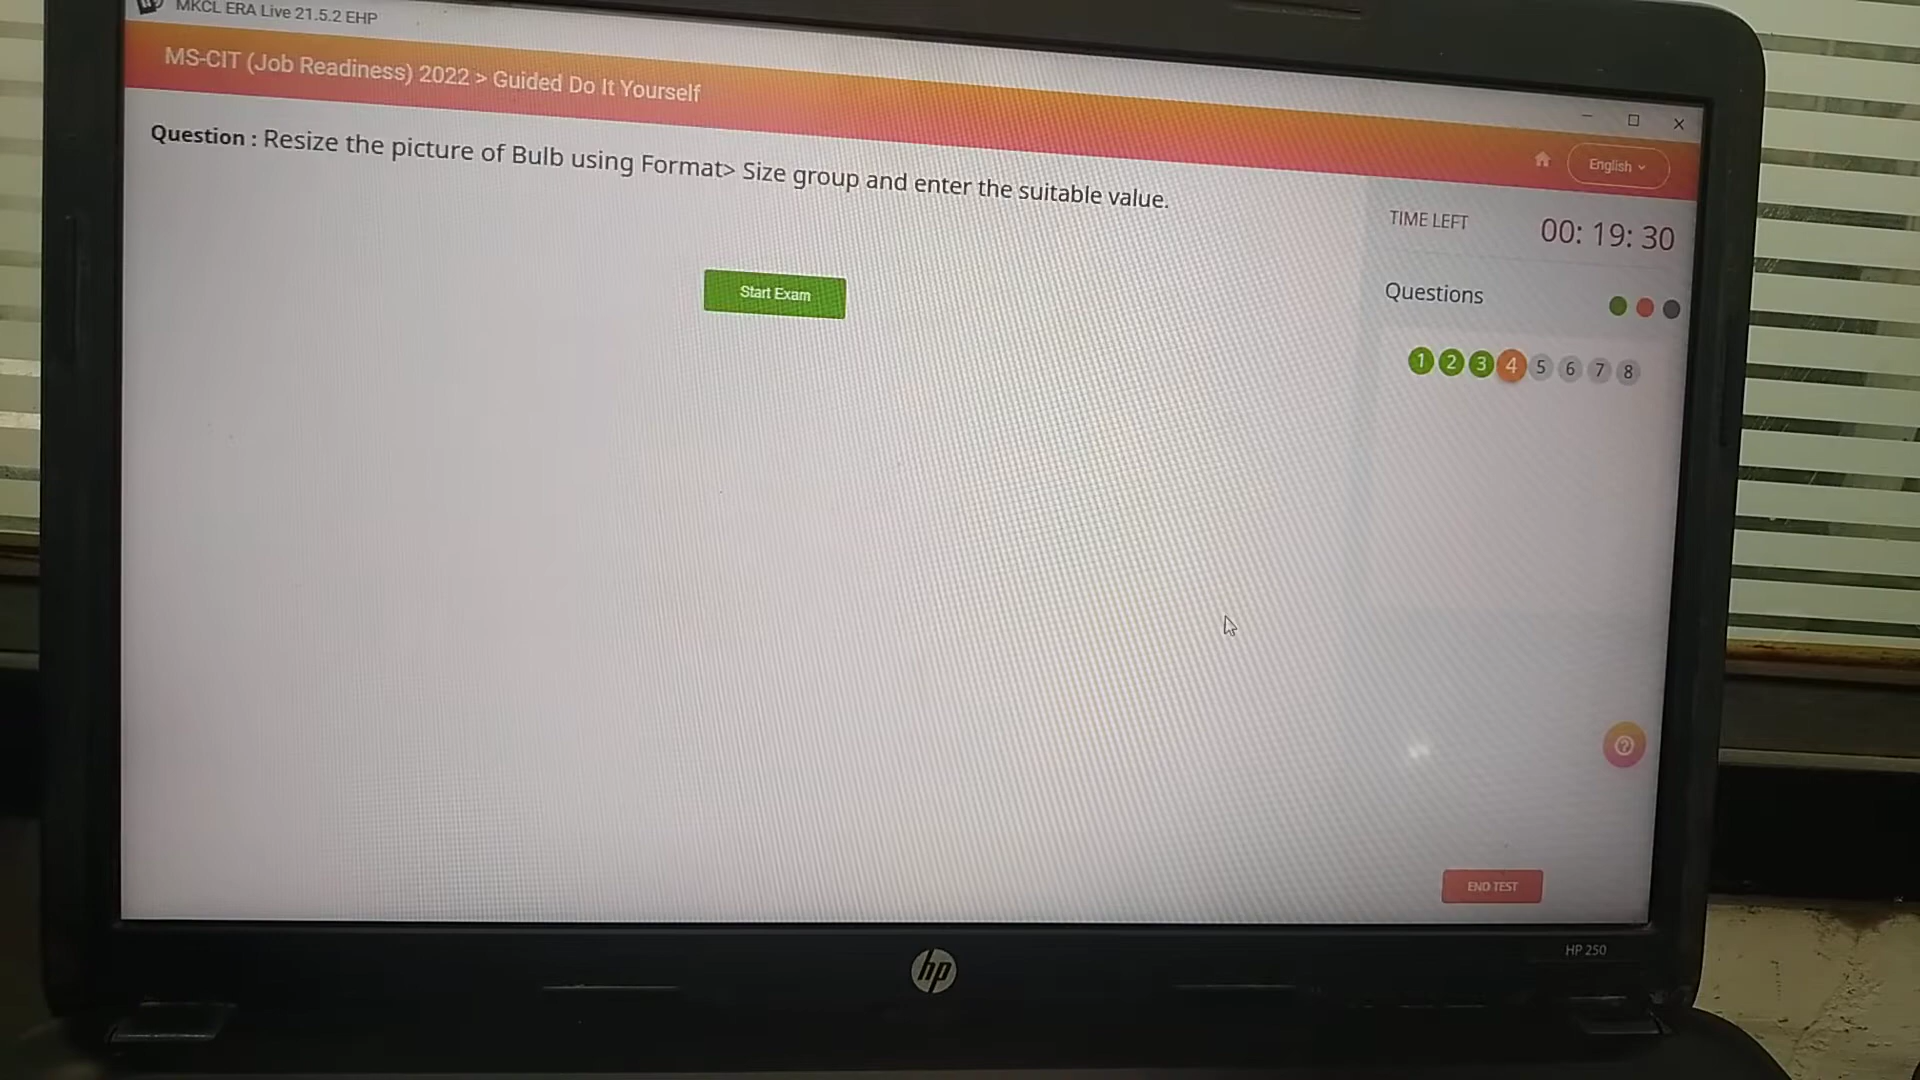 MKCL ERA Live 21.5.2 EHP
MS-CIT (Job Readiness) 2022 > Guided Do It Yourself
English
Question : Resize the picture of Bulb using Format> Size group and enter the suitable value.
TIME LEFT 00: 19: 30
Start Exam
Questions
1 2 3 4 5 6 7 8
END TEST
HP 250
hp